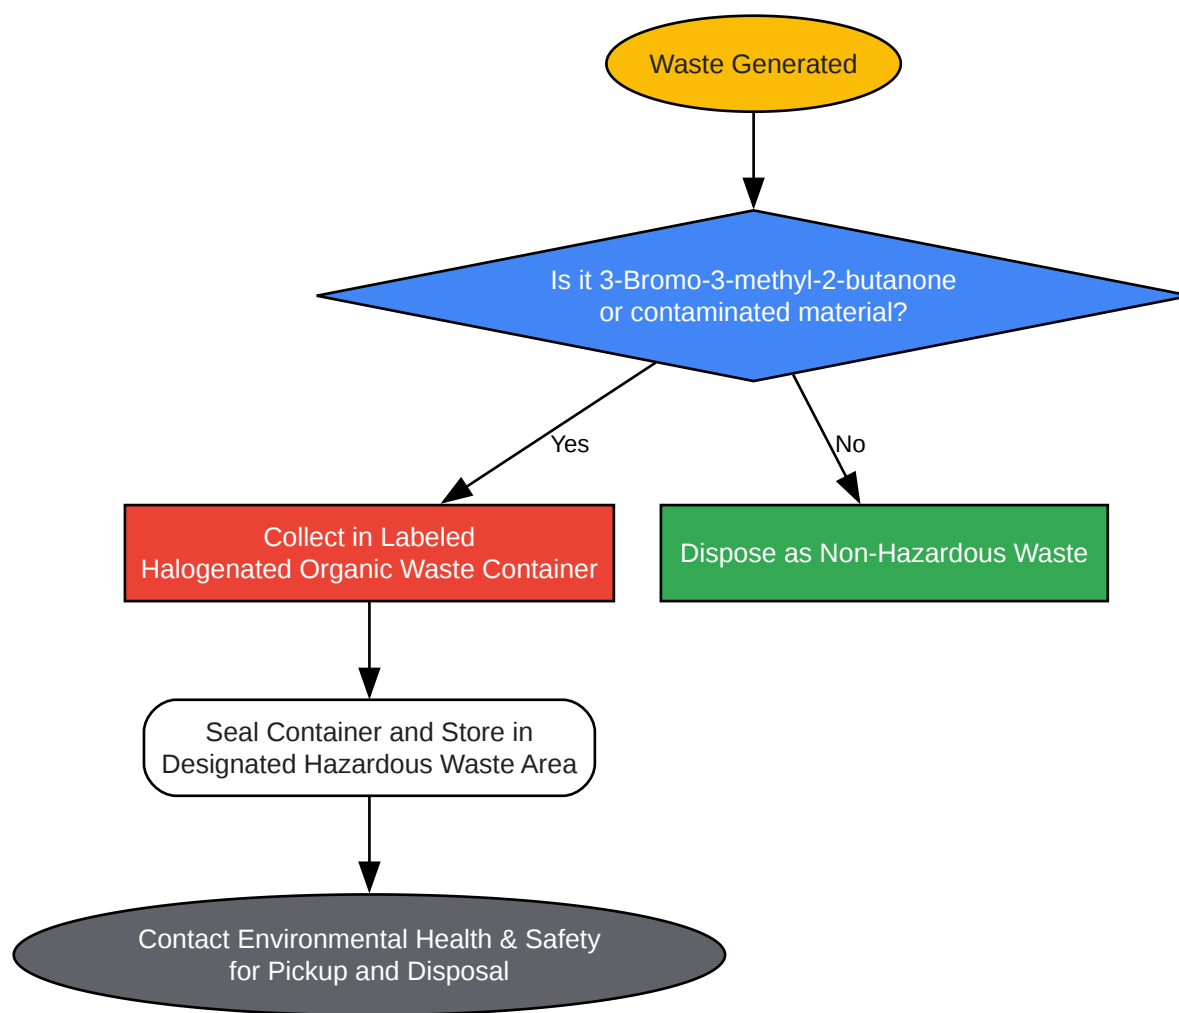 Waste Generated
Is it 3-Bromo-3-methyl-2-butanone
or contaminated material?
Yes
No
Collect in Labeled
Halogenated Organic Waste Container
Dispose as Non-Hazardous Waste
Seal Container and Store in
Designated Hazardous Waste Area
Contact Environmental Health & Safety
for Pickup and Disposal